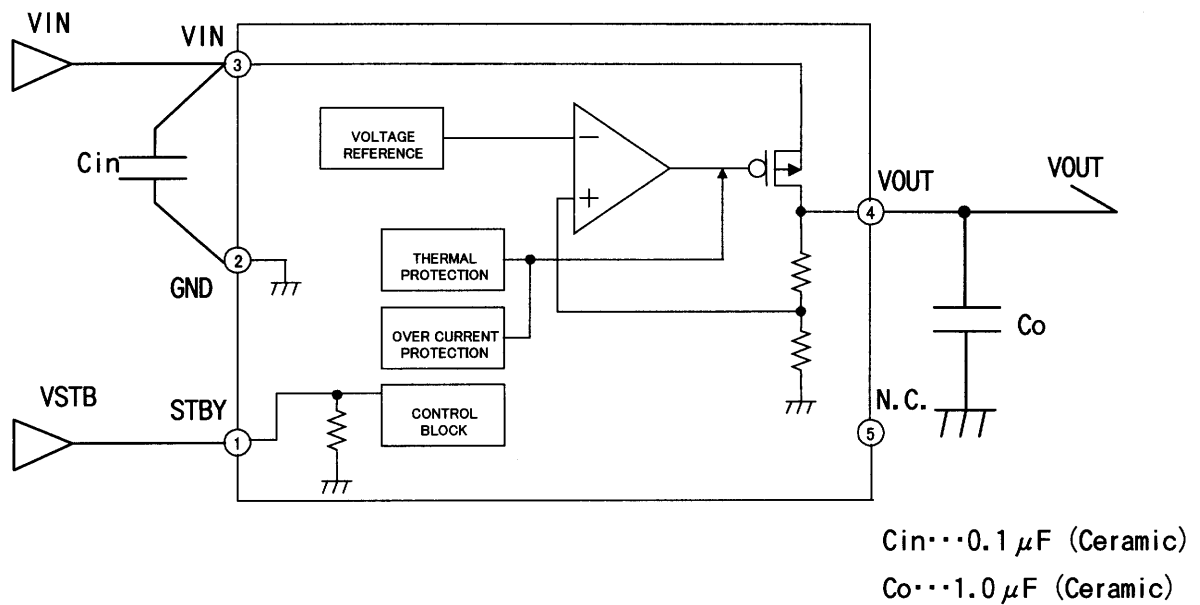 VIN
VIN
3
VOLTAGE
REFERENCE
−
+
Cin
VOUT
VOUT
4
2
GND
THERMAL
PROTECTION
OVER CURRENT
PROTECTION
Co
VSTB
STBY
1
CONTROL
BLOCK
N.C.
5
Cin･･･0.1μF (Ceramic)
Co･･･1.0μF (Ceramic)